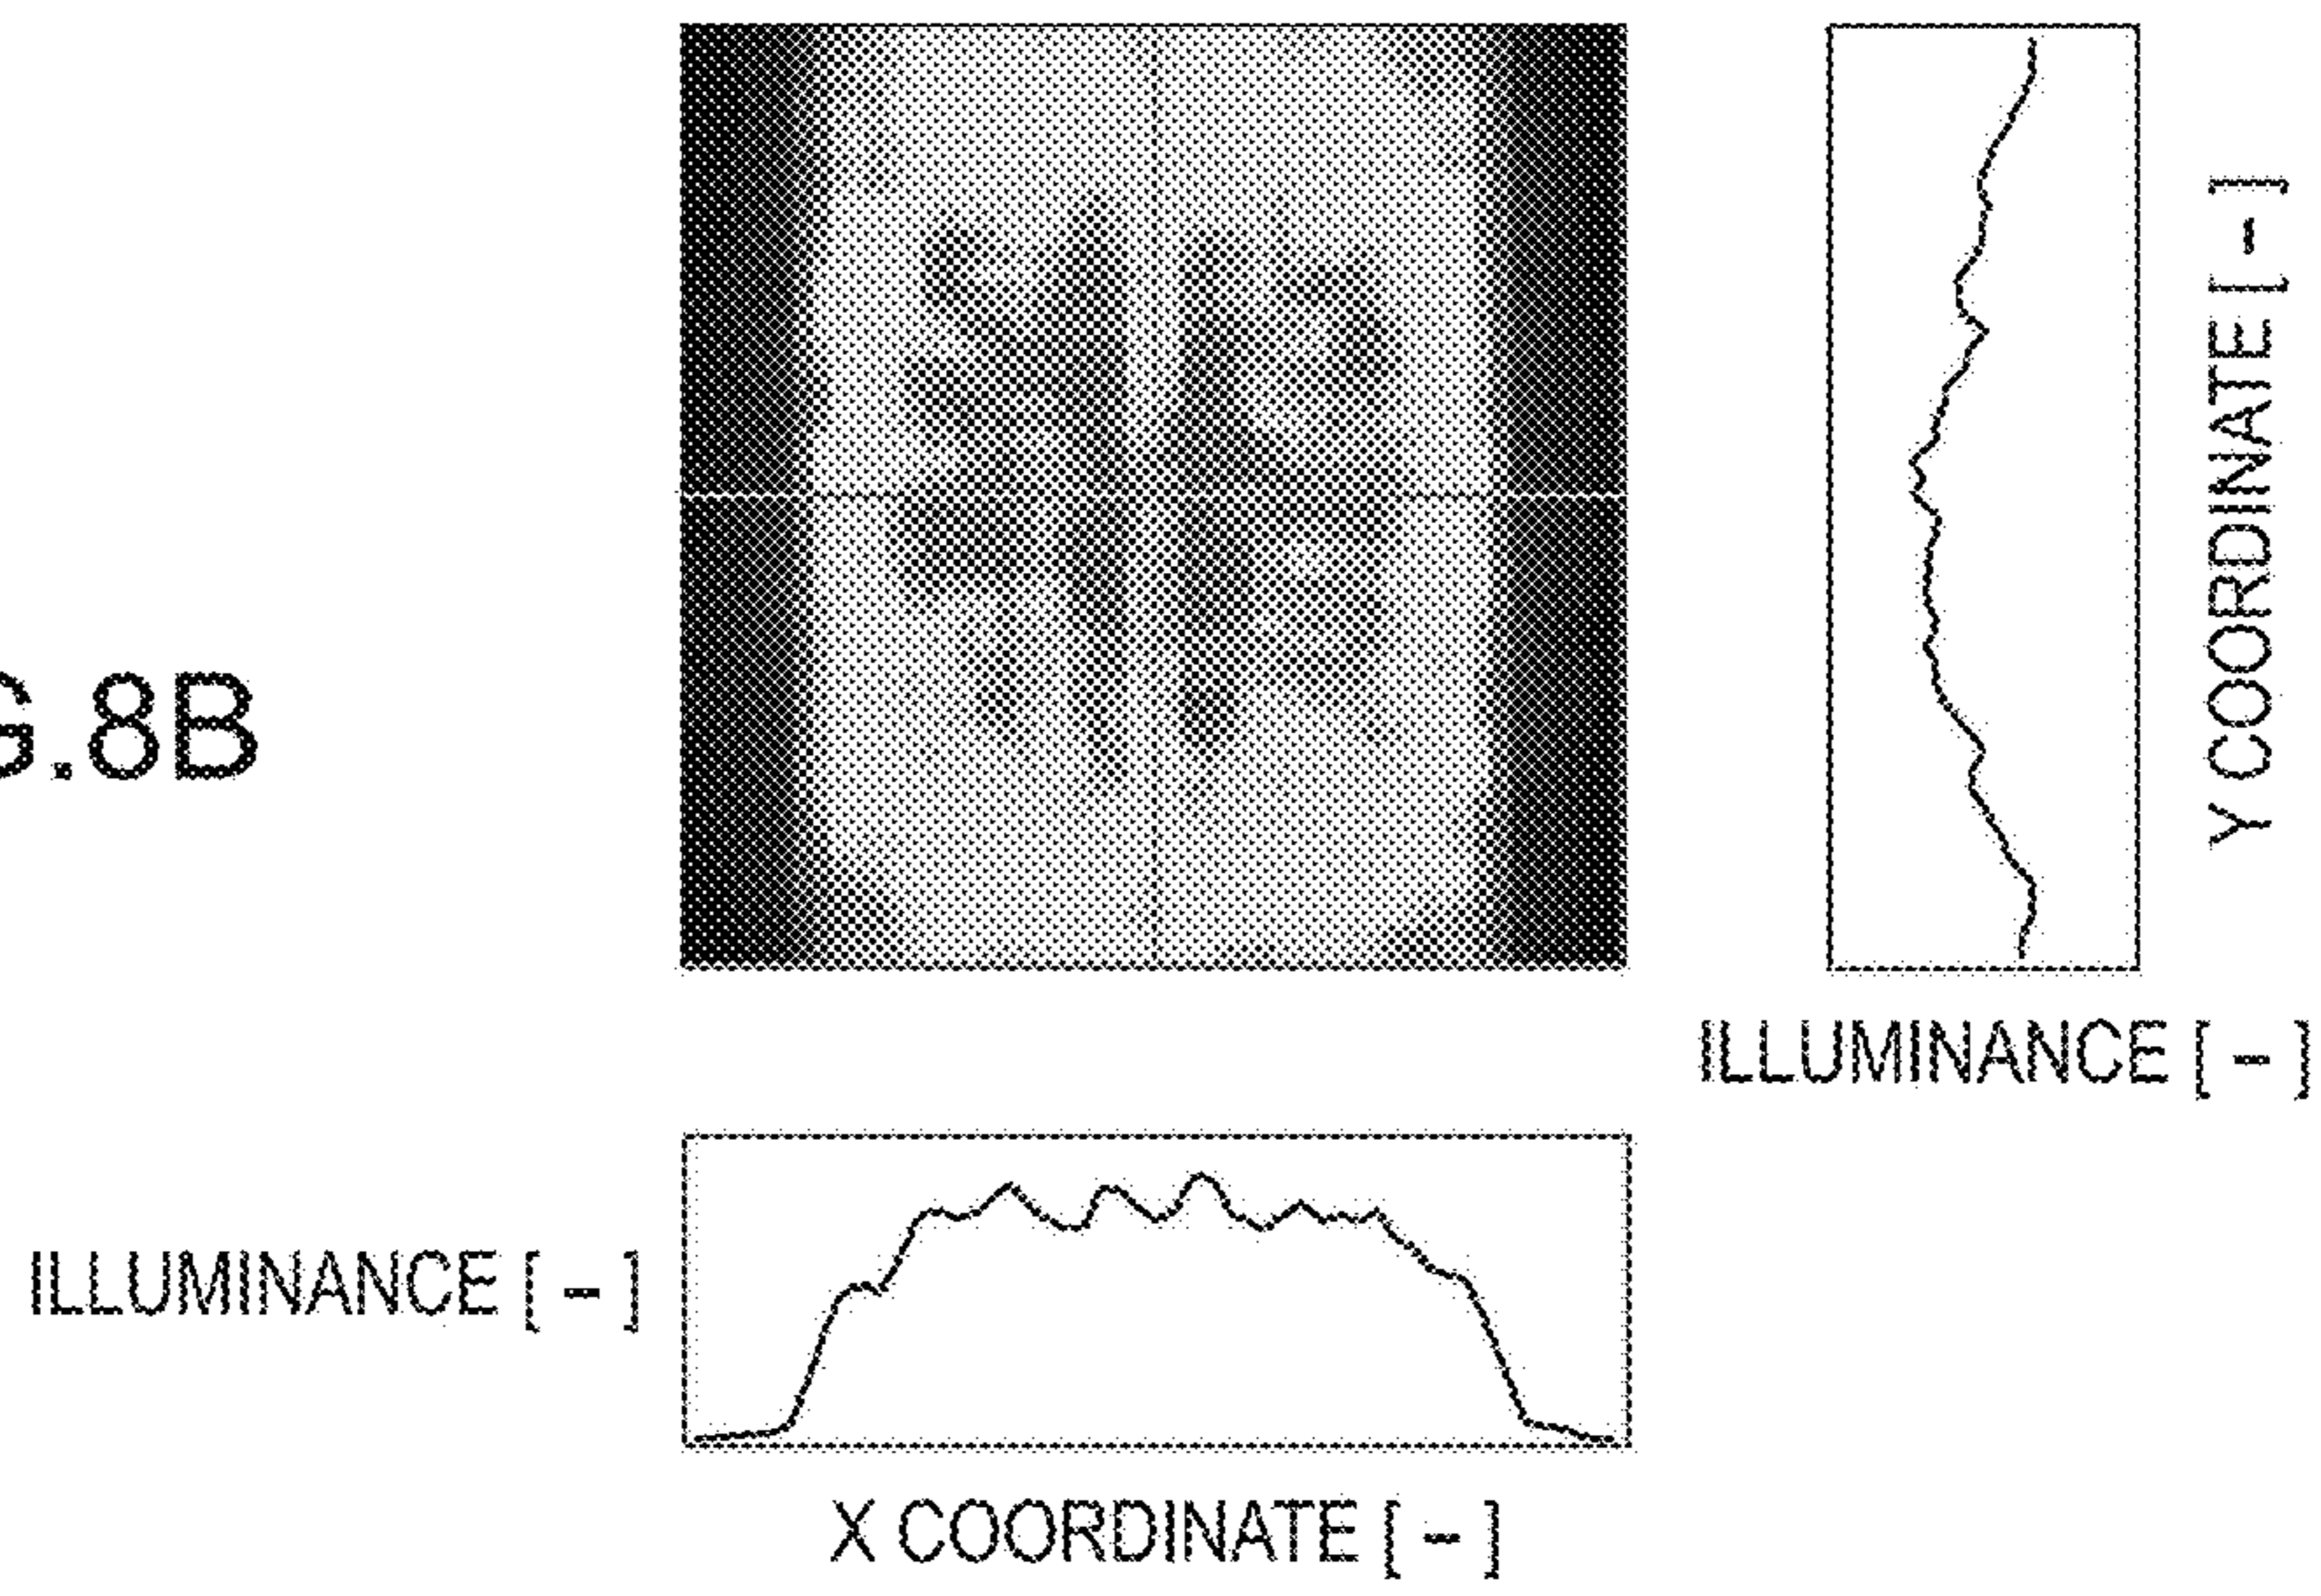 G.8B
Y COORDINATE [ - ]
ILLUMINANCE [ - ]
ILLUMINANCE [ - ]
X COORDINATE [ - ]